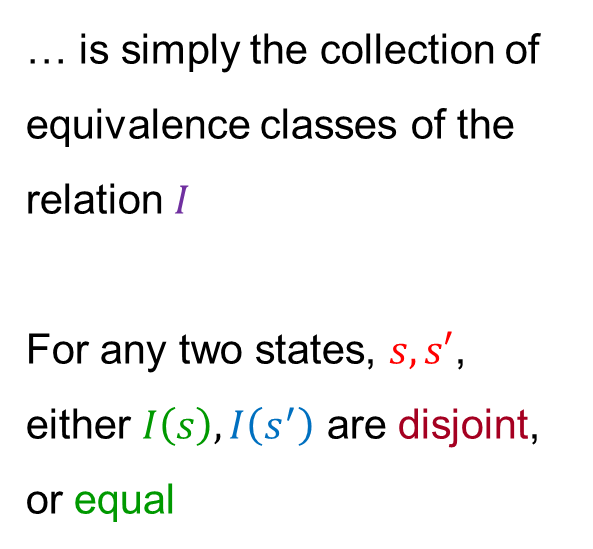 … is simply the collection of
equivalence classes of the
relation I
For any two states, s, s′,
either I(s), I(s′) are disjoint,
or equal